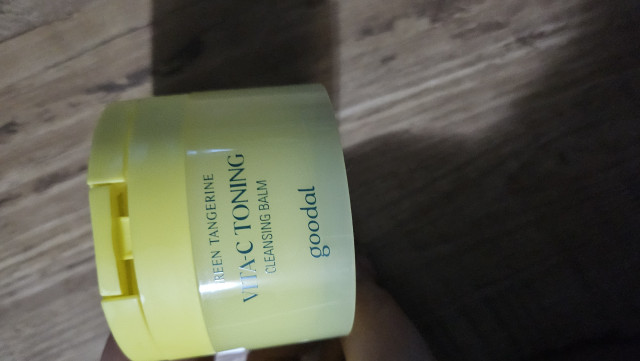 REEN TANGERINE
VITA-C TONING
CLEANSING BALM
goodal